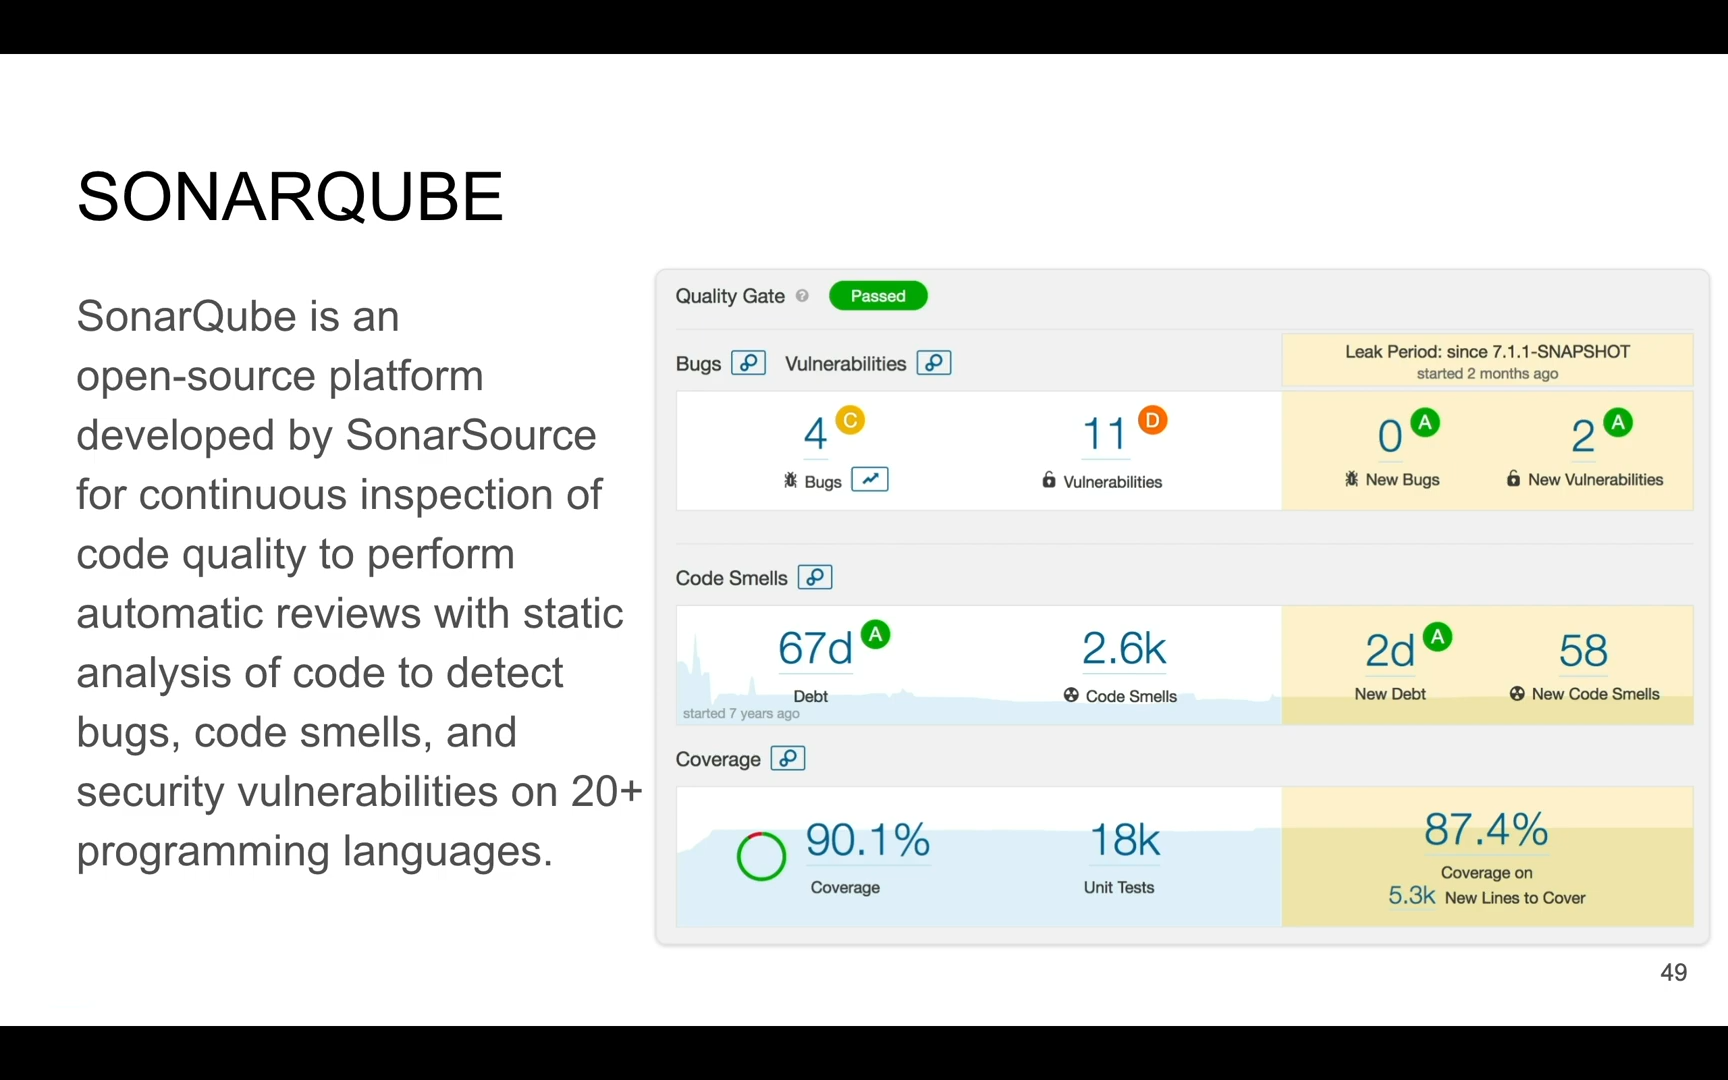 SONARQUBE
SonarQube is an
open-source platform
developed by SonarSource
for continuous inspection of
code quality to perform
automatic reviews with static
analysis of code to detect
bugs, code smells, and
security vulnerabilities on 20+
programming languages.
Quality Gate ? Passed
Bugs Vulnerabilities
Leak Period: since 7.1.1-SNAPSHOT
started 2 months ago
4 C 11 D 0 A 2 A
Bugs Vulnerabilities New Bugs New Vulnerabilities
Code Smells
67d A 2.6k 2d A 58
Debt Code Smells New Debt New Code Smells
started 7 years ago
Coverage
90.1% 18k 87.4%
Coverage Unit Tests Coverage on
5.3k New Lines to Cover
49